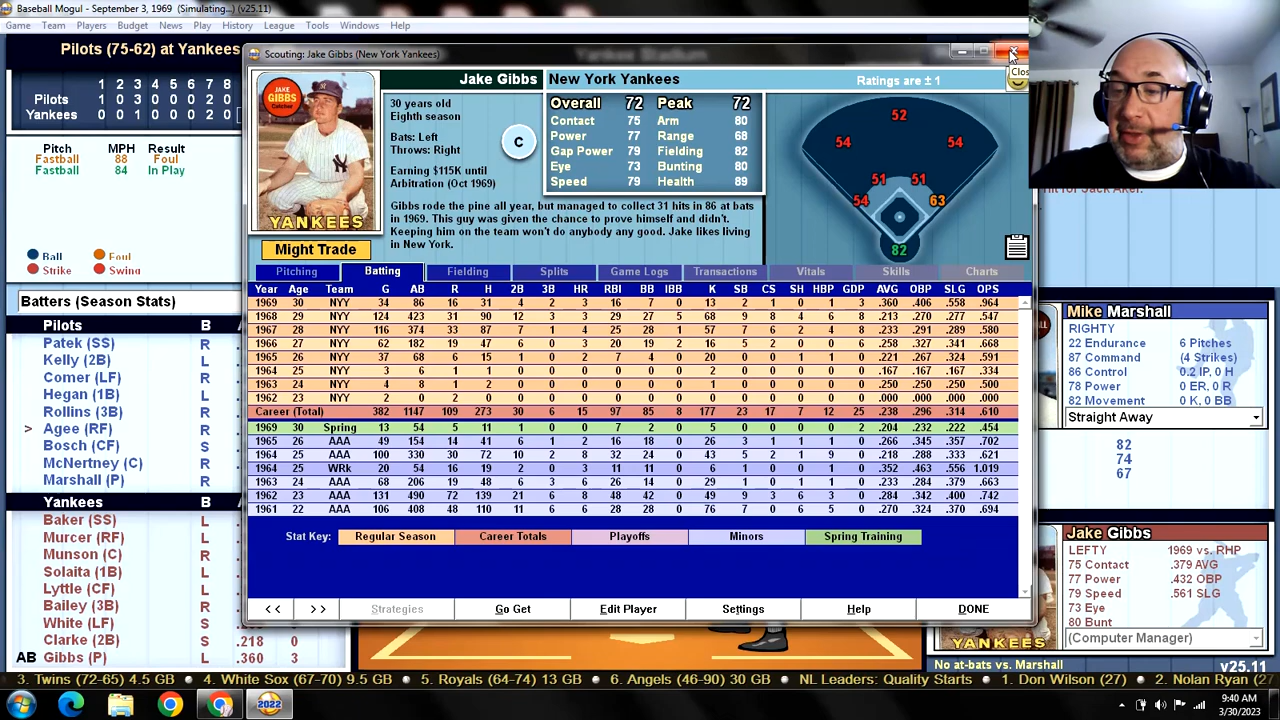 Baseball Mogul - September 3, 1969 (Simulating...) (v25.11)
Game Team Players Budget News Play History League Tools Windows Help
Pilots (75-62) at Yankees
1 2 3 4 5 6 7 8
Pilots 0 1 0 3 0 0 2 0
Yankees 0 0 1 0 0 0 2 0
Pitch MPH Result
Fastball 88 Foul
Fastball 84 In Play
Ball Foul
Strike Swing
Batters (Season Stats)
Pilots B
Patek (SS) R
Kelly (2B) L
Comer (LF) R
Hegan (1B) L
Rollins (3B) R
> Agee (RF) R
Bosch (CF) S
McNertney (C) R
Marshall (P) R
Yankees B
Baker (SS) L
Murcer (RF) L
Munson (C) R
Solaita (1B) L
Lyttle (CF) L
Bailey (3B) R
White (LF) S
Clarke (2B) S .218 0
AB Gibbs (P) L .360 3
Scouting: Jake Gibbs (New York Yankees)
Clos
JAKE GIBBS Catcher
YANKEES
Might Trade
Jake Gibbs New York Yankees Ratings are ± 1
30 years old
Eighth season
Bats: Left
Throws: Right
Earning $115K until
Arbitration (Oct 1969)
C
Overall 72 Peak 72
Contact 75 Arm 80
Power 77 Range 68
Gap Power 79 Fielding 82
Eye 73 Bunting 80
Speed 79 Health 89
Gibbs rode the pine all year, but managed to collect 31 hits in 86 at bats
in 1969. This guy was given the chance to prove himself and didn't.
Keeping him on the team won't do anybody any good. Jake likes living
in New York.
52
54 54
51 51
54 63
82
Pitching Batting Fielding Splits Game Logs Transactions Vitals Skills Charts
Year Age Team G AB R H 2B 3B HR RBI BB IBB K SB CS SH HBP GDP AVG OBP SLG OPS
1969 30 NYY 34 86 16 31 4 2 3 16 7 0 13 2 1 0 1 3 .360 .406 .558 .964
1968 29 NYY 124 423 31 90 12 3 3 29 27 5 68 9 8 4 6 8 .213 .270 .277 .547
1967 28 NYY 116 374 33 87 7 1 4 25 28 1 57 7 6 2 4 8 .233 .291 .289 .580
1966 27 NYY 62 182 19 47 6 0 3 20 19 2 16 5 2 0 0 6 .258 .327 .341 .668
1965 26 NYY 37 68 6 15 1 0 2 7 4 0 20 0 0 1 1 0 .221 .267 .324 .591
1964 25 NYY 3 6 1 1 0 0 0 0 0 0 2 0 0 0 0 0 .167 .167 .167 .334
1963 24 NYY 4 8 1 2 0 0 0 0 0 0 1 0 0 0 0 0 .250 .250 .250 .500
1962 23 NYY 2 0 2 0 0 0 0 0 0 0 0 0 0 0 0 0 .000 .000 .000 .000
Career (Total) 382 1147 109 273 30 6 15 97 85 8 177 23 17 7 12 25 .238 .296 .314 .610
1969 30 Spring 13 54 5 11 1 0 0 7 2 0 5 0 0 0 0 2 .204 .232 .222 .454
1965 26 AAA 49 154 14 41 6 1 2 16 18 0 26 3 1 1 1 2 .266 .345 .357 .702
1964 25 AAA 100 330 30 72 10 2 8 32 24 0 43 5 2 1 9 0 .218 .288 .333 .621
1964 25 WRk 20 54 16 19 2 0 3 11 11 0 6 1 0 1 0 0 .352 .463 .556 1.019
1963 24 AAA 68 206 19 48 6 3 6 26 14 0 29 1 1 0 1 0 .233 .284 .379 .663
1962 23 AAA 131 490 72 139 21 6 8 48 42 0 49 9 3 6 3 0 .284 .342 .400 .742
1961 22 AAA 106 408 48 110 11 6 6 28 28 0 76 7 0 6 5 0 .270 .324 .370 .694
Stat Key: Regular Season Career Totals Playoffs Minors Spring Training
<< >> Strategies Go Get Edit Player Settings Help DONE
hit for Jack Aker.
Mike Marshall
RIGHTY
22 Endurance 6 Pitches
87 Command (4 Strikes)
86 Control 0.2 IP, 0 H
78 Power 0 ER, 0 R
82 Movement 0 K, 0 BB
Straight Away
82
74
67
Jake Gibbs
LEFTY 1969 vs. RHP
75 Contact .379 AVG
77 Power .432 OBP
79 Speed .561 SLG
73 Eye
80 Bunt
(Computer Manager)
YANKEES
No at-bats vs. Marshall v25.11
3. Twins (72-65) 4.5 GB • 4. White Sox (67-70) 9.5 GB • 5. Royals (64-74) 13 GB • 6. Angels (46-90) 30 GB • NL Leaders: Quality Starts • 1. Don Wilson (27) • 2. Nolan Ryan (27
2022
9:40 AM
3/30/2023